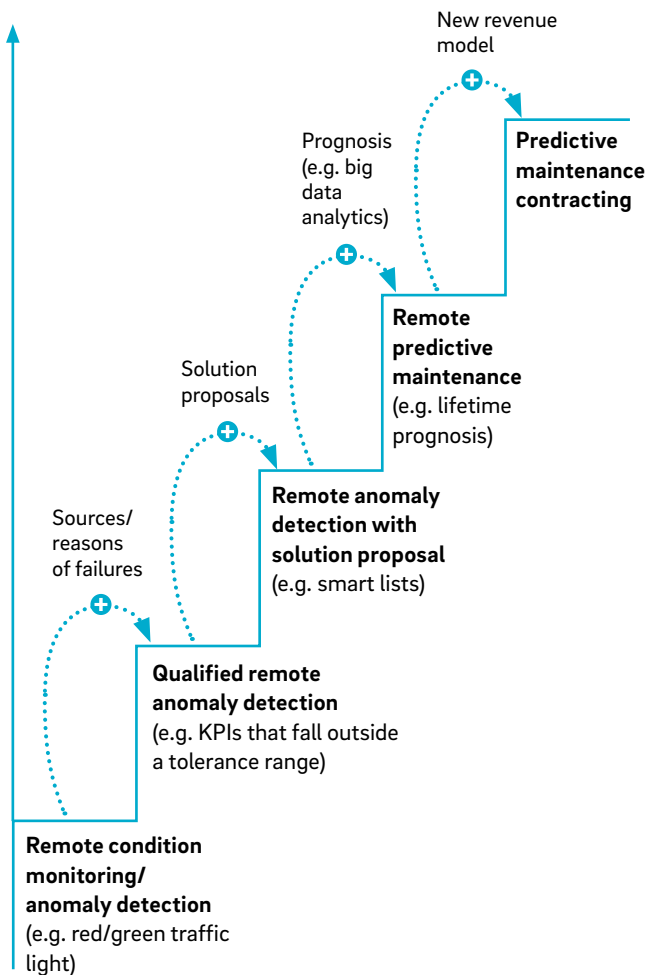 New revenue
model
Predictive
maintenance
contracting
Prognosis
(e.g. big
data
analytics)
Remote
predictive
maintenance
(e.g. lifetime
prognosis)
Solution
proposals
Remote anomaly
detection with
solution proposal
(e.g. smart lists)
Sources/
reasons
of failures
Qualified remote
anomaly detection
(e.g. KPIs that fall outside
a tolerance range)
Remote condition
monitoring/
anomaly detection
(e.g. red/green traffic
light)